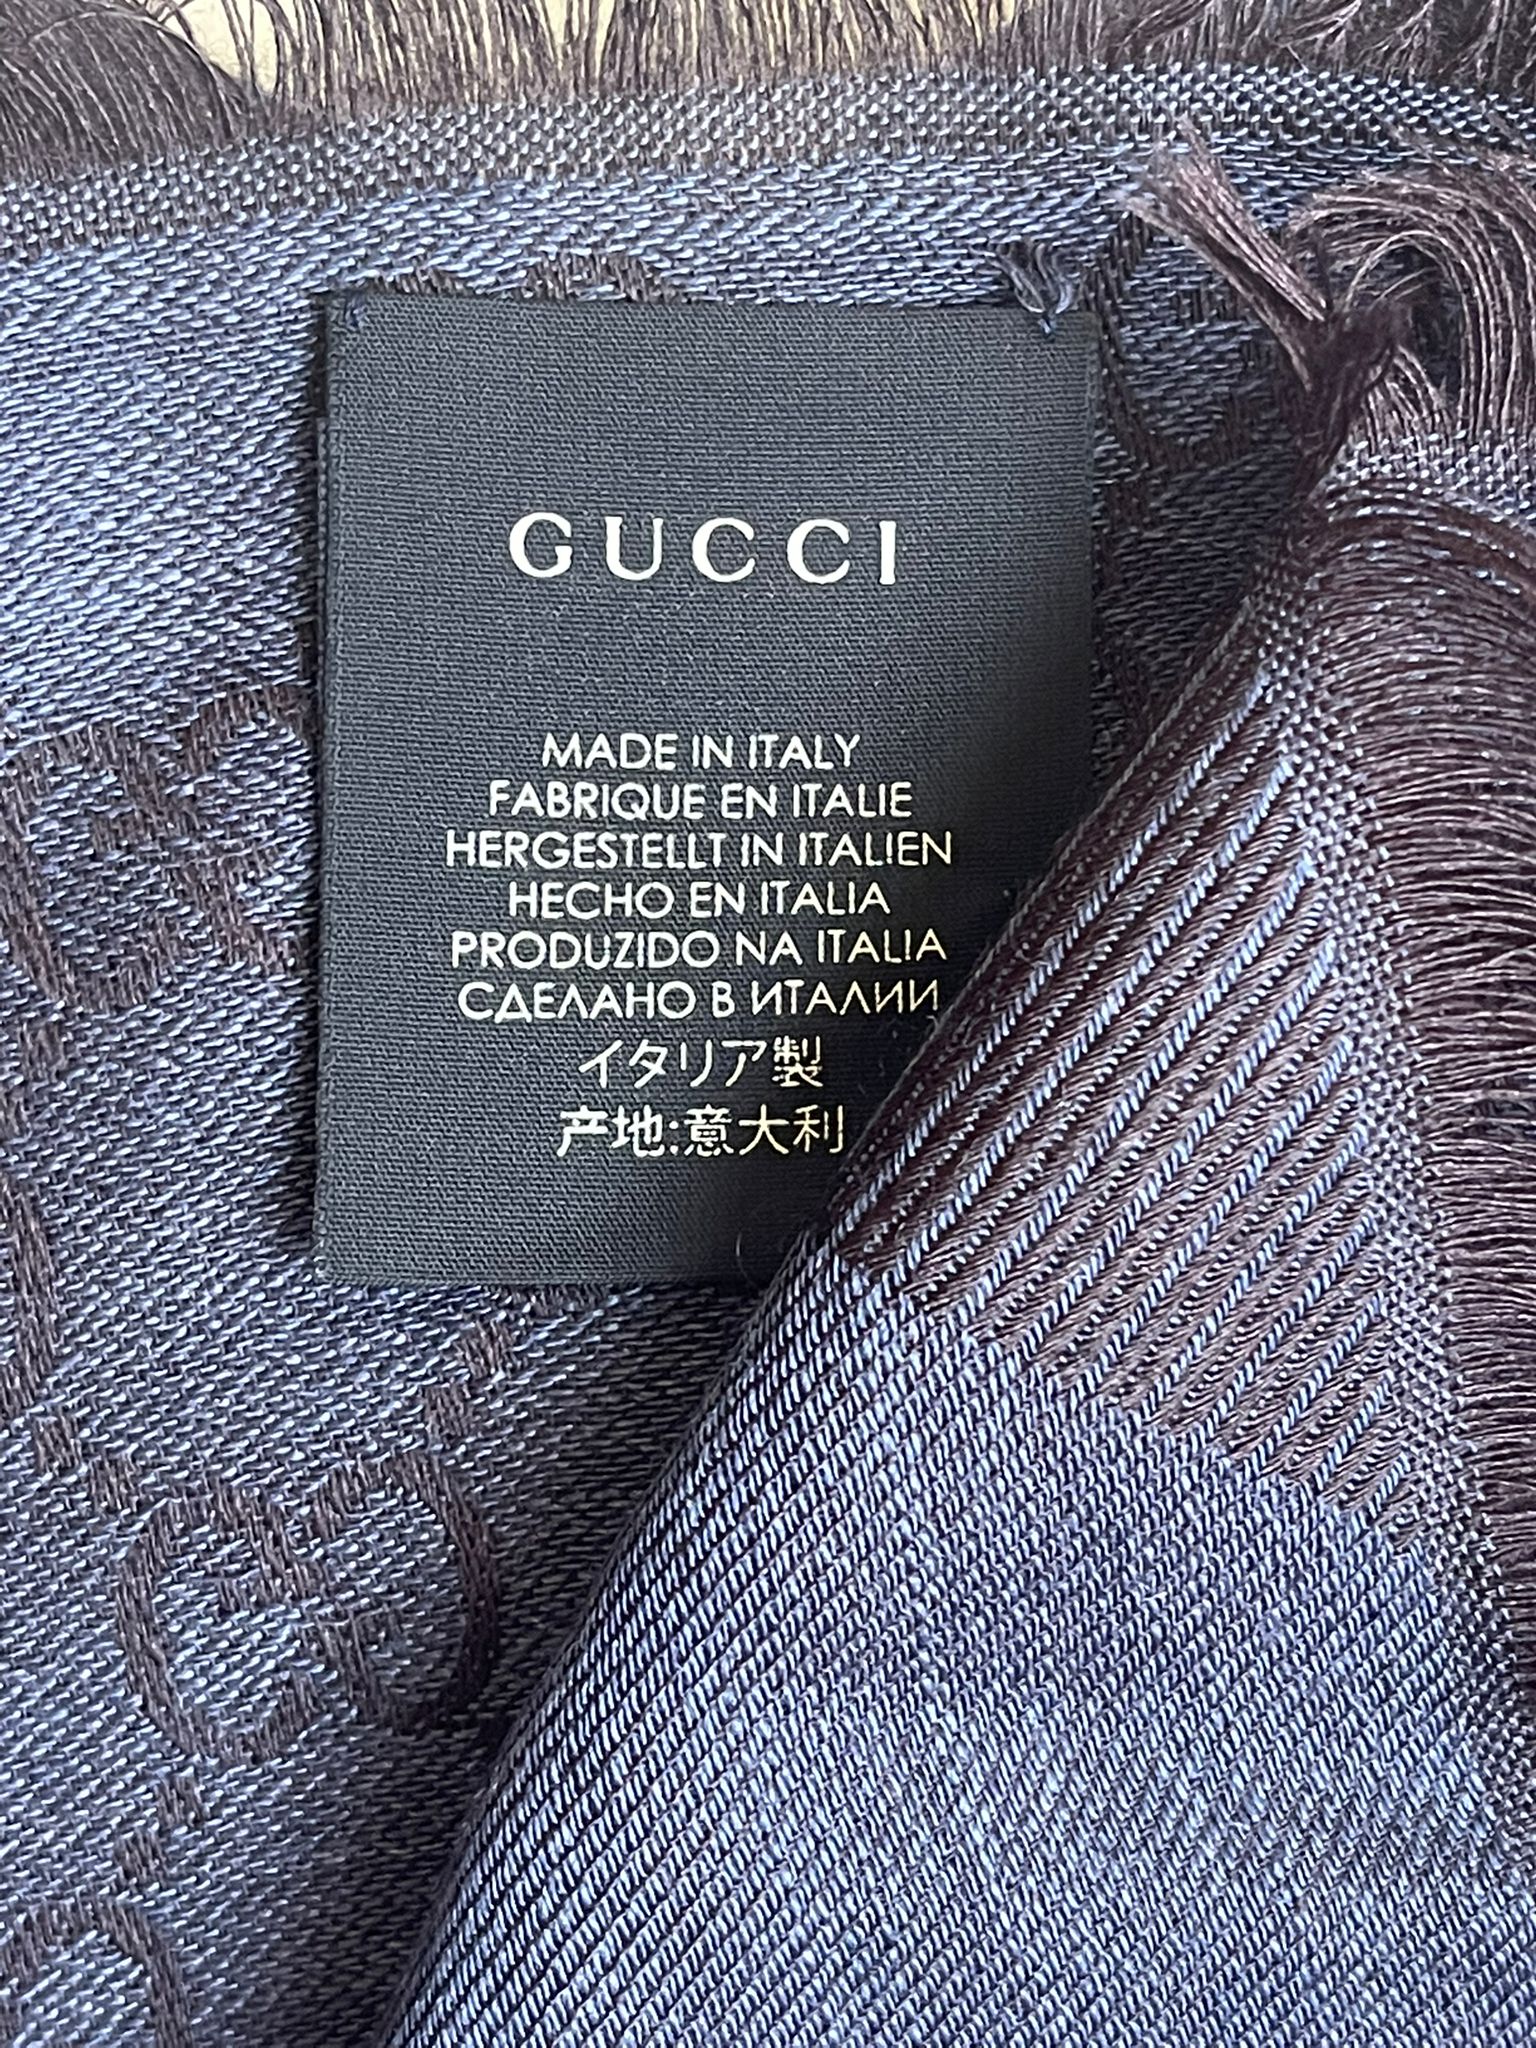 GUCCI
MADE IN ITALY
FABRIQUE EN ITALIE
HERGESTELLT IN ITALIEN
HECHO EN ITALIA
PRODUZIDO NA ITALIA
СДЕЛАНО В ИТАЛИИ
イタリア製
产地:意大利